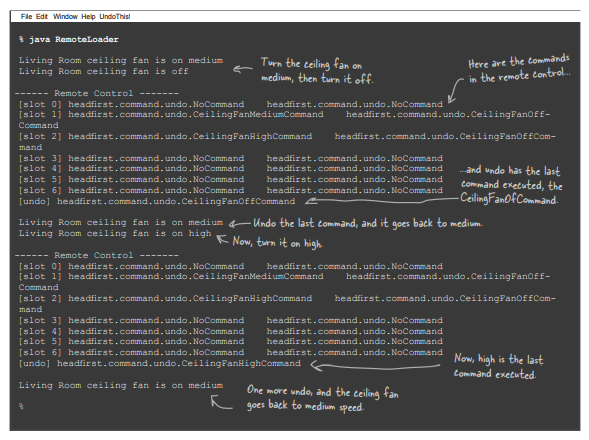 File Edit Window Help UndoThis!
% java RemoteLoader
Living Room ceiling fan is on medium
Living Room ceiling fan is off
Turn the ceiling fan on
medium, then turn it off.
Here are the commands
in the remote control...
------ Remote Control -------
[slot 0] headfirst.command.undo.NoCommand headfirst.command.undo.NoCommand
[slot 1] headfirst.command.undo.CeilingFanMediumCommand headfirst.command.undo.CeilingFanOff-
Command
[slot 2] headfirst.command.undo.CeilingFanHighCommand headfirst.command.undo.CeilingFanOffCom-
mand
[slot 3] headfirst.command.undo.NoCommand headfirst.command.undo.NoCommand
[slot 4] headfirst.command.undo.NoCommand headfirst.command.undo.NoCommand
[slot 5] headfirst.command.undo.NoCommand headfirst.command.undo.NoCommand
[slot 6] headfirst.command.undo.NoCommand headfirst.command.undo.NoCommand
[undo] headfirst.command.undo.CeilingFanOffCommand
...and undo has the last
command executed, the
CeilingFanOfCommand.
Living Room ceiling fan is on medium
Undo the last command, and it goes back to medium.
Living Room ceiling fan is on high
Now, turn it on high.
------ Remote Control -------
[slot 0] headfirst.command.undo.NoCommand headfirst.command.undo.NoCommand
[slot 1] headfirst.command.undo.CeilingFanMediumCommand headfirst.command.undo.CeilingFanOff-
Command
[slot 2] headfirst.command.undo.CeilingFanHighCommand headfirst.command.undo.CeilingFanOffCom-
mand
[slot 3] headfirst.command.undo.NoCommand headfirst.command.undo.NoCommand
[slot 4] headfirst.command.undo.NoCommand headfirst.command.undo.NoCommand
[slot 5] headfirst.command.undo.NoCommand headfirst.command.undo.NoCommand
[slot 6] headfirst.command.undo.NoCommand headfirst.command.undo.NoCommand
[undo] headfirst.command.undo.CeilingFanHighCommand
Now, high is the last
command executed.
Living Room ceiling fan is on medium
One more undo, and the ceiling fan
goes back to medium speed.
%